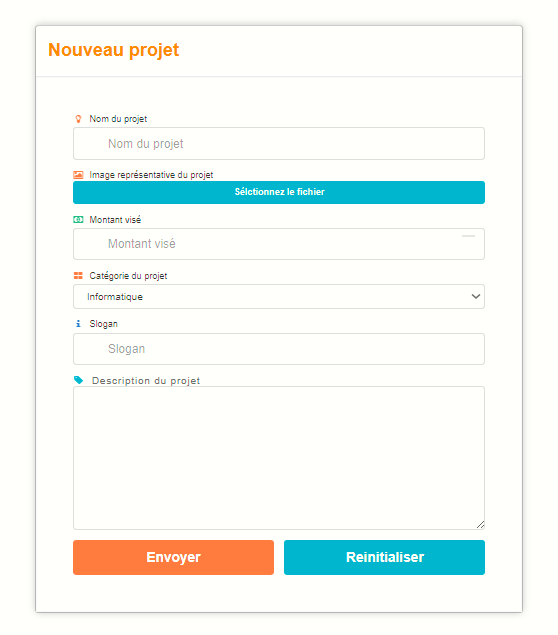 Nouveau projet
Nom du projet
Nom du projet
Image représentative du projet
Sélctionnez le fichier
Montant visé
Montant visé
Catégorie du projet
Informatique
Slogan
Slogan
Description du projet
Envoyer Reinitialiser